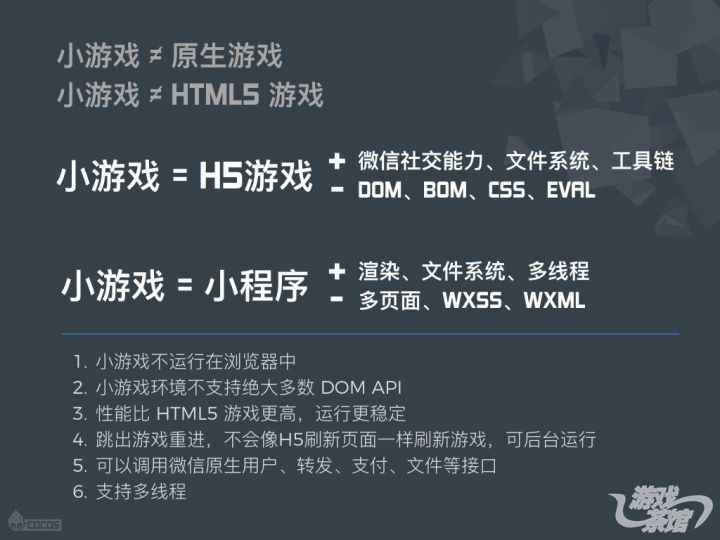 小游戏 ≠ 原生游戏
小游戏 ≠ HTML5 游戏
小游戏 = H5游戏 + 微信社交能力、文件系统、工具链
- DOM、BOM、CSS、EVAL
小游戏 = 小程序 + 渲染、文件系统、多线程
- 多页面、WXSS、WXML
1. 小游戏不运行在浏览器中
2. 小游戏环境不支持绝大多数 DOM API
3. 性能比 HTML5 游戏更高，运行更稳定
4. 跳出游戏重进，不会像H5刷新页面一样刷新游戏，可后台运行
5. 可以调用微信原生用户、转发、支付、文件等接口
6. 支持多线程
COCOS
游戏
茶馆